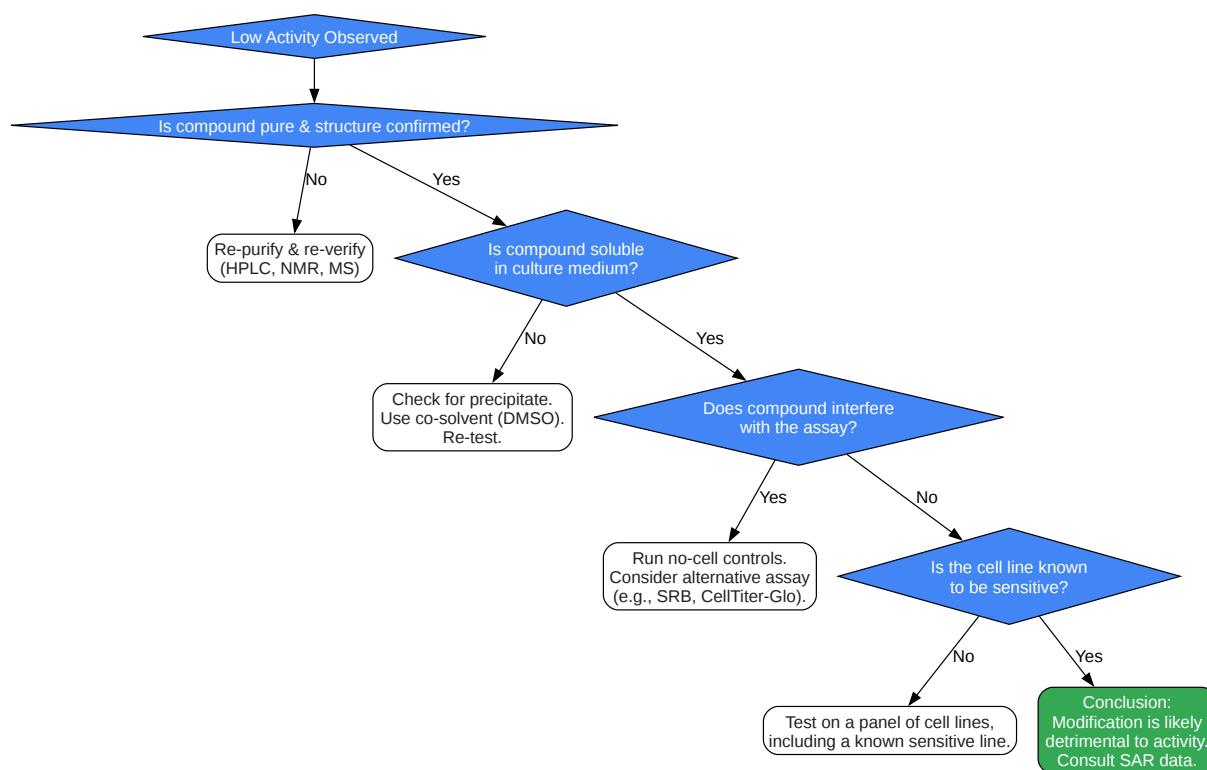 Low Activity Observed
Is compound pure & structure confirmed?
No
Yes
Re-purify & re-verify
(HPLC, NMR, MS)
Is compound soluble
in culture medium?
No
Yes
Check for precipitate.
Use co-solvent (DMSO).
Re-test.
Does compound interfere
with the assay?
Yes
No
Run no-cell controls.
Consider alternative assay
(e.g., SRB, CellTiter-Glo).
Is the cell line known
to be sensitive?
No
Yes
Test on a panel of cell lines,
including a known sensitive line.
Conclusion:
Modification is likely
detrimental to activity.
Consult SAR data.